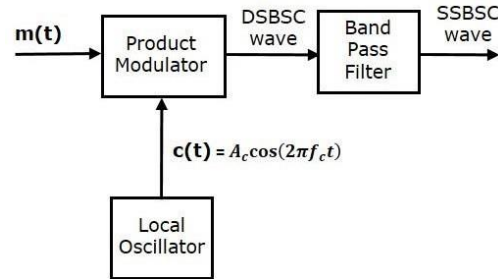 m(t)
Product
Modulator
DSBSC
wave
Band
Pass
Filter
SSBSC
wave
c(t) = A_c cos(2πf_c t)
Local
Oscillator